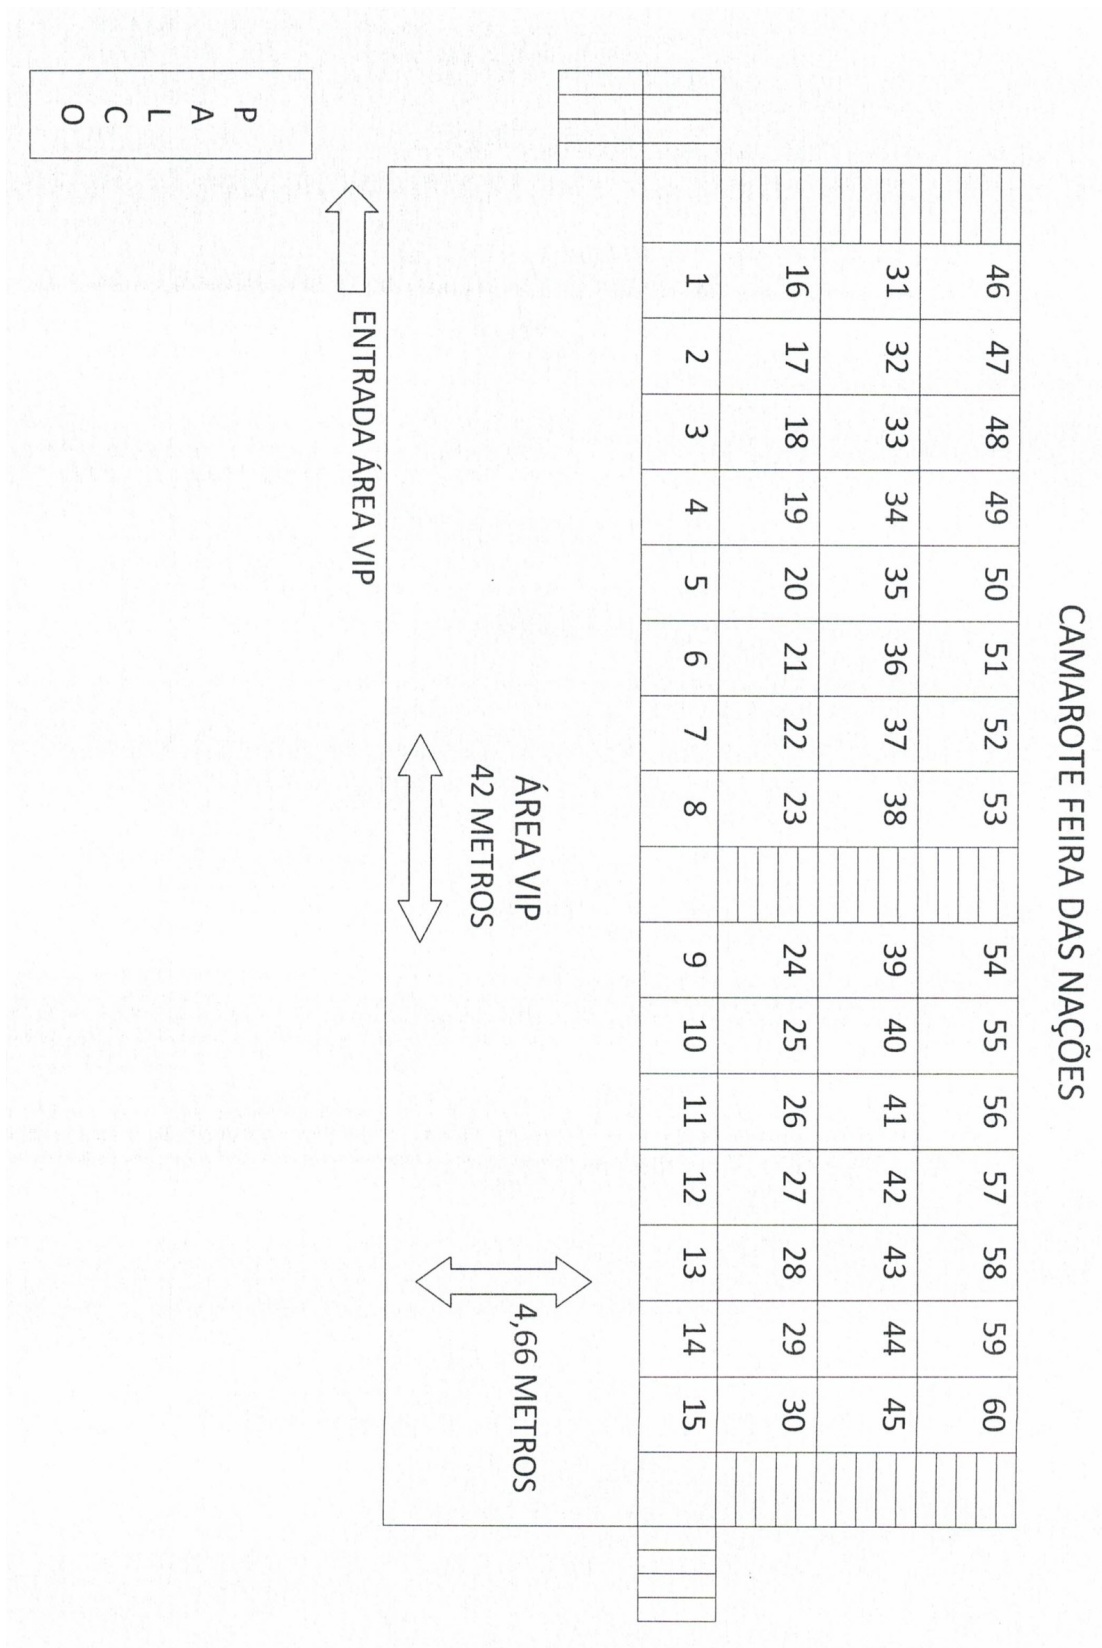 CAMAROTE FEIRA DAS NAÇÕES
46 47 48 49 50 51 52 53 54 55 56 57 58 59 60
31 32 33 34 35 36 37 38 39 40 41 42 43 44 45
16 17 18 19 20 21 22 23 24 25 26 27 28 29 30
1 2 3 4 5 6 7 8 9 10 11 12 13 14 15
ÁREA VIP
42 METROS
4,66 METROS
ENTRADA ÁREA VIP
P
A
L
C
O